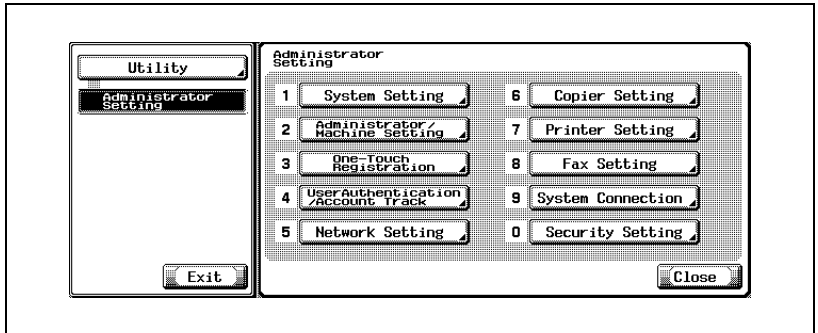 Utility
Administrator
Setting
Exit
Administrator
Setting
1 System Setting
2 Administrator/
Machine Setting
3 One-Touch
Registration
4 UserAuthentication
/Account Track
5 Network Setting
6 Copier Setting
7 Printer Setting
8 Fax Setting
9 System Connection
0 Security Setting
Close